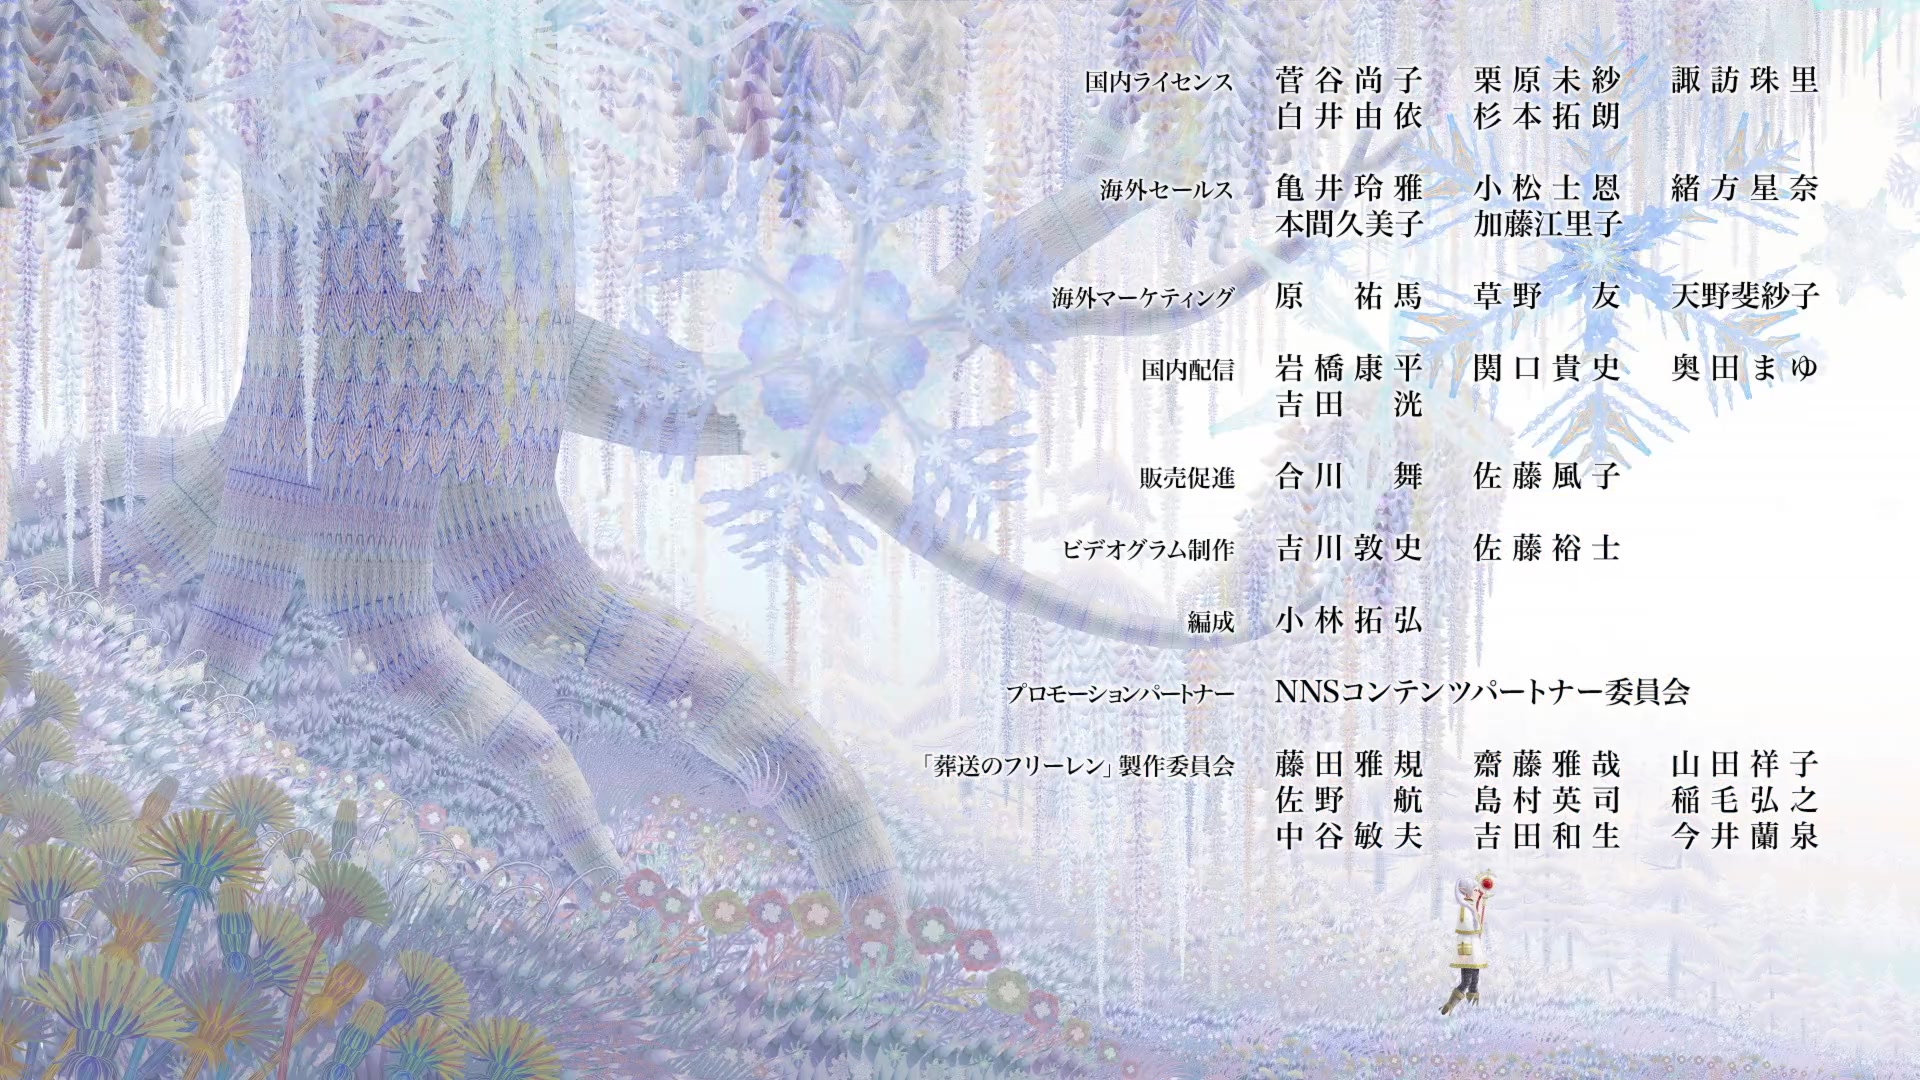 国内ライセンス 菅谷尚子 栗原未紗 諏訪珠里
白井由依 杉本拓朗
海外セールス 亀井玲雅 小松士恩 緒方星奈
本間久美子 加藤江里子
海外マーケティング 原祐馬 草野友 天野斐紗子
国内配信 岩橋康平 関口貴史 奥田まゆ
吉田洸
販売促進 合川舞 佐藤風子
ビデオグラム制作 吉川敦史 佐藤裕士
編成 小林拓弘
プロモーションパートナー NNSコンテンツパートナー委員会
「葬送のフリーレン」製作委員会 藤田雅規 齋藤雅哉 山田祥子
佐野航 島村英司 稲毛弘之
中谷敏夫 吉田和生 今井蘭泉